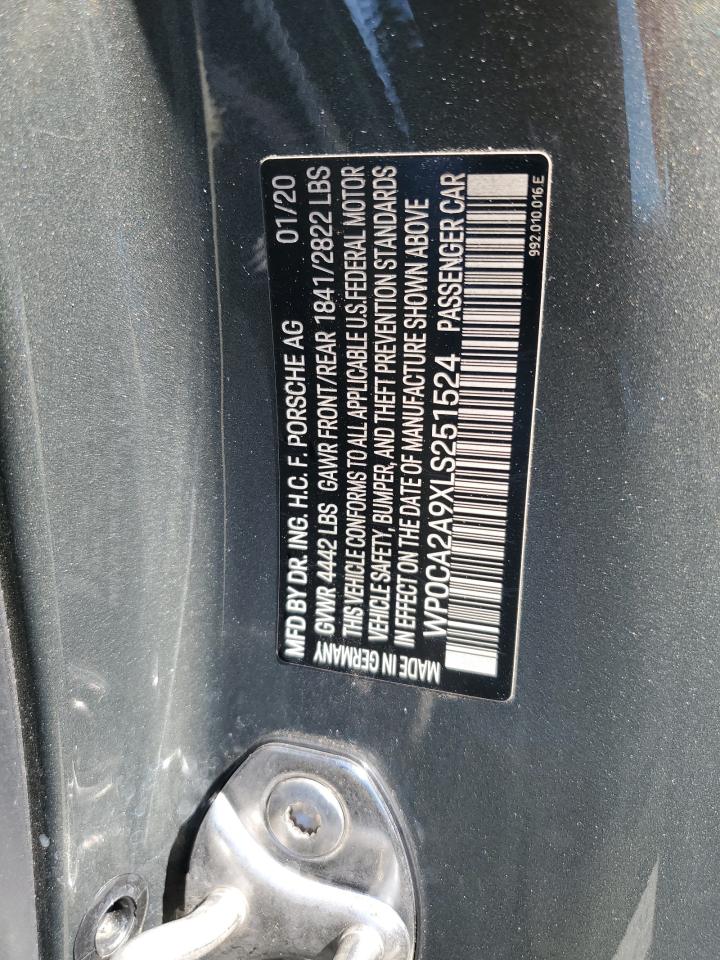 MFD BY DR. ING. H.C. F. PORSCHE AG 01/20
GVWR 4442 LBS GAWR FRONT/REAR 1841/2822 LBS
THIS VEHICLE CONFORMS TO ALL APPLICABLE U.S.FEDERAL MOTOR
VEHICLE SAFETY, BUMPER, AND THEFT PREVENTION STANDARDS
IN EFFECT ON THE DATE OF MANUFACTURE SHOWN ABOVE
MADE IN GERMANY WP0CA2A9XLS251524 PASSENGER CAR
992.010.016 E